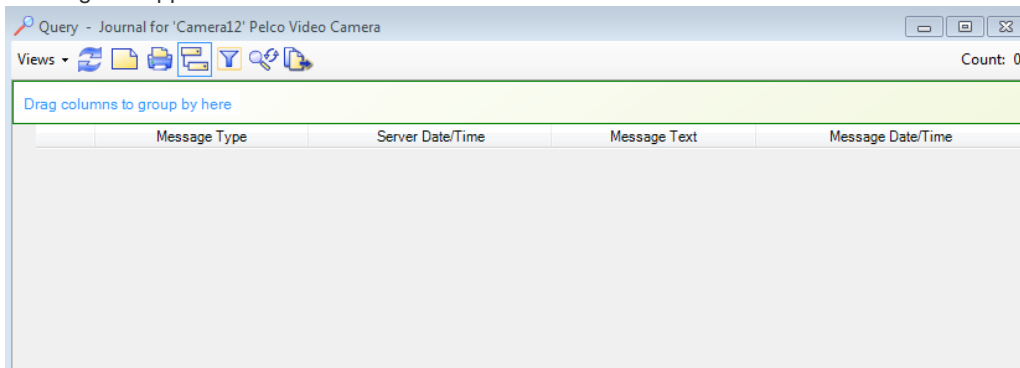 Query - Journal for 'Camera12' Pelco Video Camera
Views Count: 0
Drag columns to group by here
Message Type Server Date/Time Message Text Message Date/Time